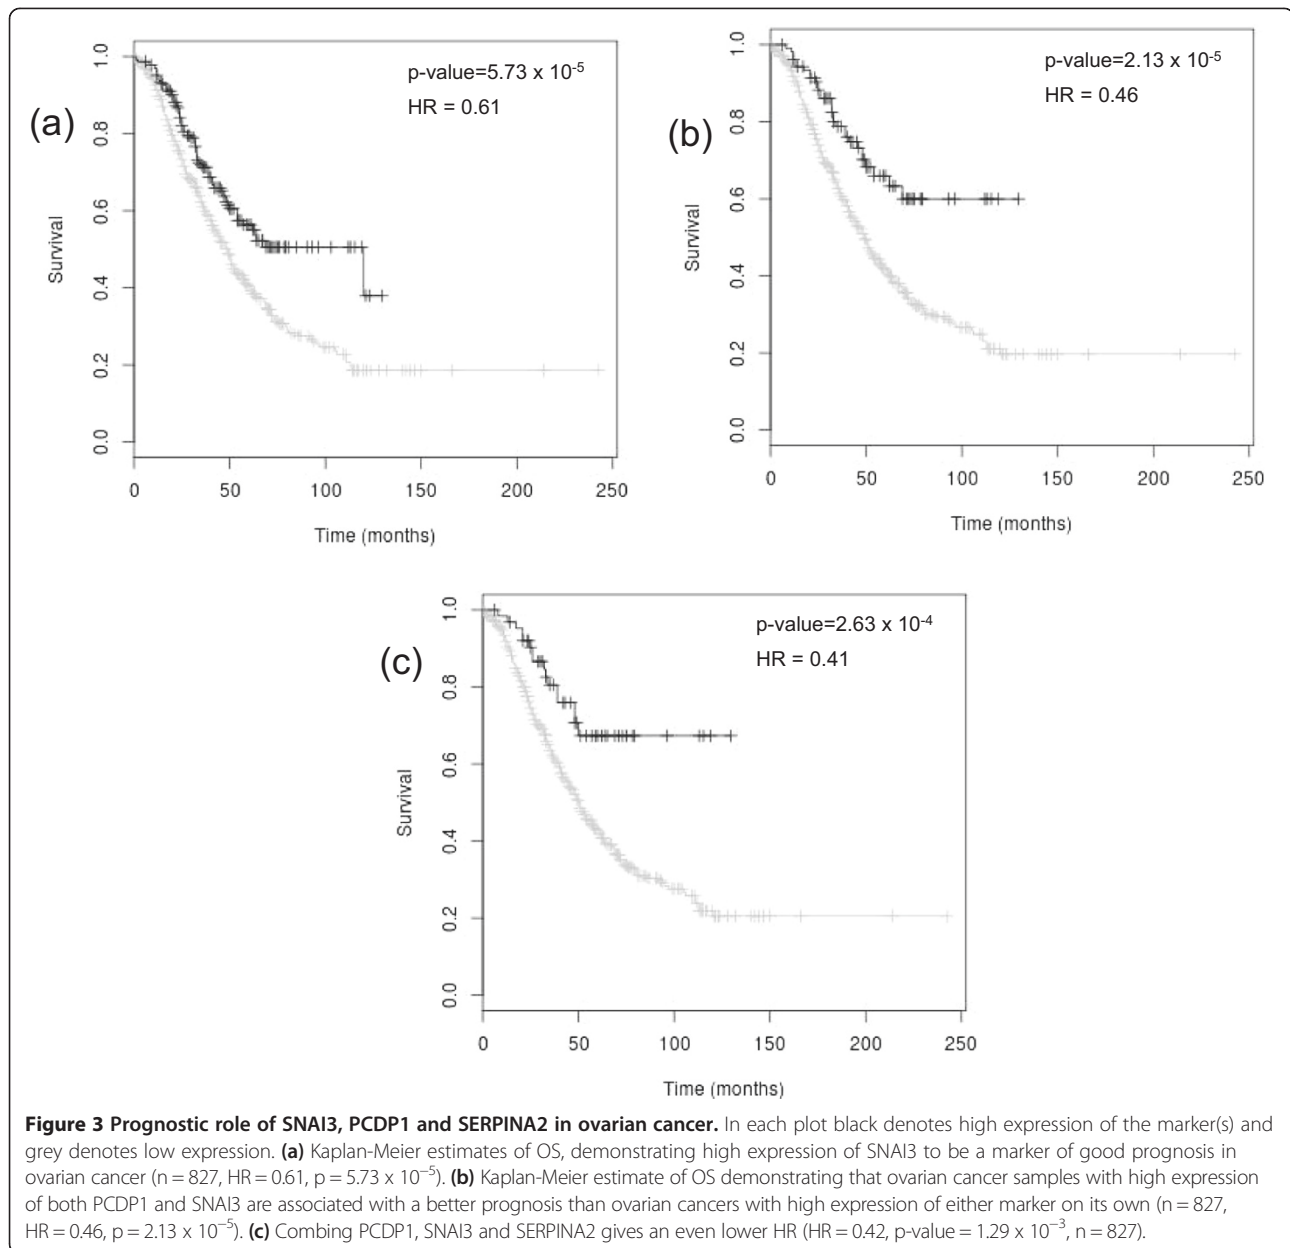 (a)
p-value=5.73 x 10-5
HR = 0.61
Survival
1.0
0.8
0.6
0.4
0.2
0.0
0 50 100 150 200 250
Time (months)
(b)
p-value=2.13 x 10-5
HR = 0.46
Survival
1.0
0.8
0.6
0.4
0.2
0.0
0 50 100 150 200 250
Time (months)
(c)
p-value=2.63 x 10-4
HR = 0.41
Survival
1.0
0.8
0.6
0.4
0.2
0.0
0 50 100 150 200 250
Time (months)
Figure 3 Prognostic role of SNAI3, PCDP1 and SERPINA2 in ovarian cancer. In each plot black denotes high expression of the marker(s) and
grey denotes low expression. (a) Kaplan-Meier estimates of OS, demonstrating high expression of SNAI3 to be a marker of good prognosis in
ovarian cancer (n = 827, HR = 0.61, p = 5.73 x 10−5). (b) Kaplan-Meier estimate of OS demonstrating that ovarian cancer samples with high expression
of both PCDP1 and SNAI3 are associated with a better prognosis than ovarian cancers with high expression of either marker on its own (n = 827,
HR = 0.46, p = 2.13 x 10−5). (c) Combing PCDP1, SNAI3 and SERPINA2 gives an even lower HR (HR = 0.42, p-value = 1.29 x 10−3, n = 827).